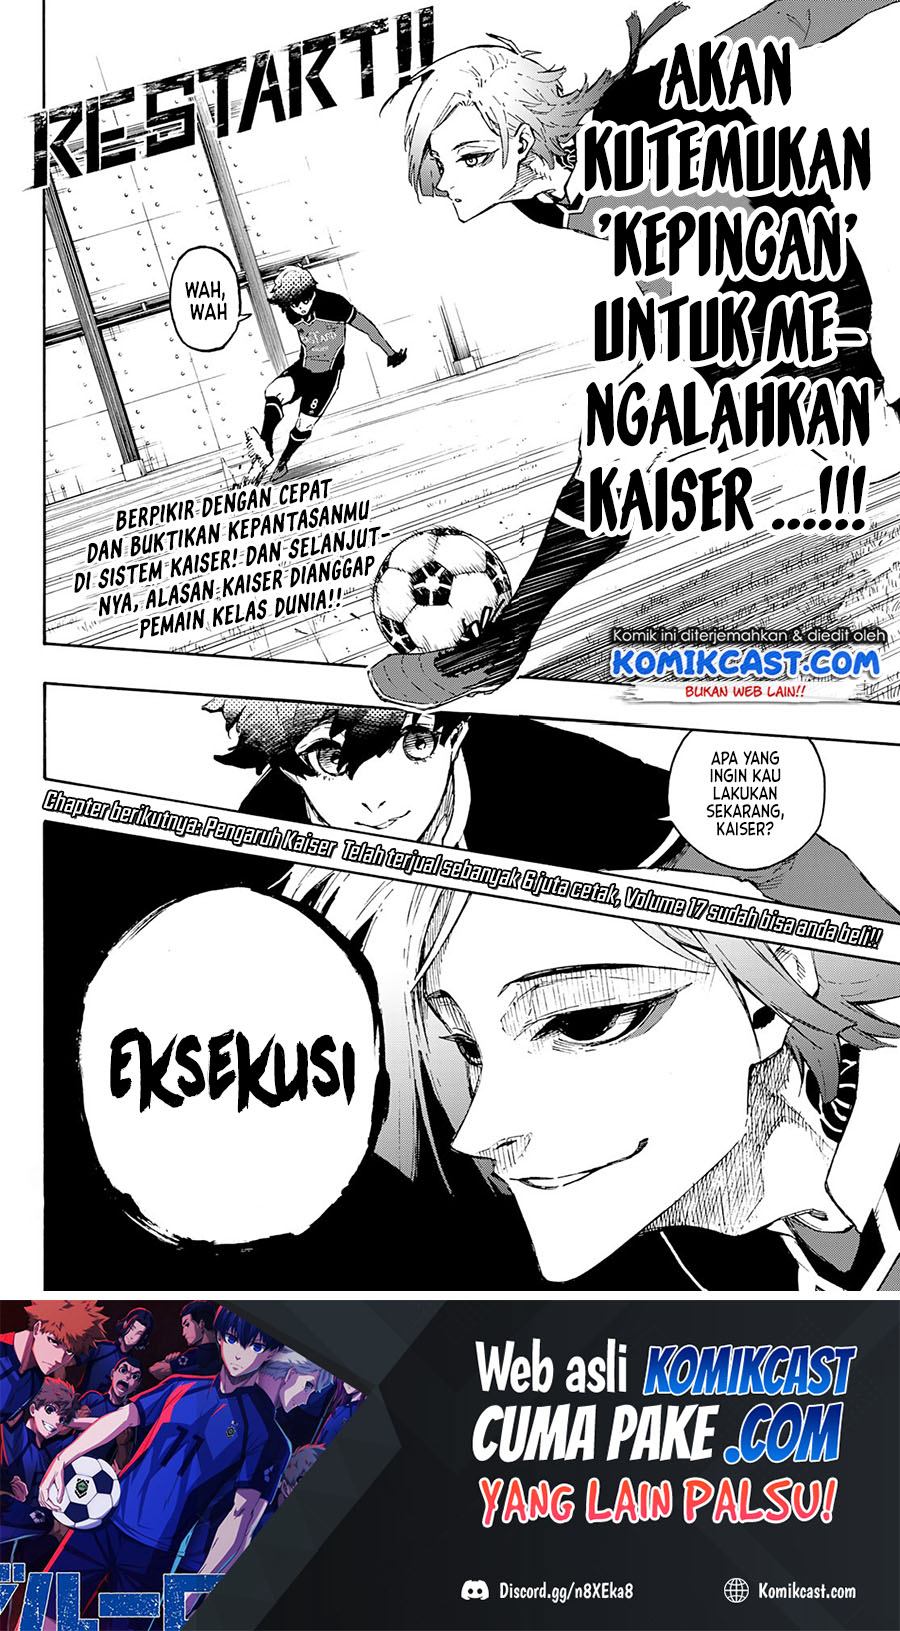 RESTART!!
AKAN
KUTEMUKAN
'KEPINGAN'
UNTUK ME-
NGALAHKAN
KAISER ...!!!
WAH,
WAH
8
BERPIKIR DENGAN CEPAT
DAN BUKTIKAN KEPANTASANMU
DI SISTEM KAISER! DAN SELANJUT-
NYA, ALASAN KAISER DIANGGAP
PEMAIN KELAS DUNIA!!
Komik ini diterjemahkan & diedit oleh
KOMIKCAST.COM
BUKAN WEB LAIN!!
APA YANG
INGIN KAU
LAKUKAN
SEKARANG,
KAISER?
Chapter berikutnya: Pengaruh Kaiser Telah terjual sebanyak 6 juta cetak, Volume 17 sudah bisa anda beli!!
EKSEKUSI
Web asli KOMIKCAST
CUMA PAKE .COM
YANG LAIN PALSU!
Discord.gg/n8XEka8
Komikcast.com